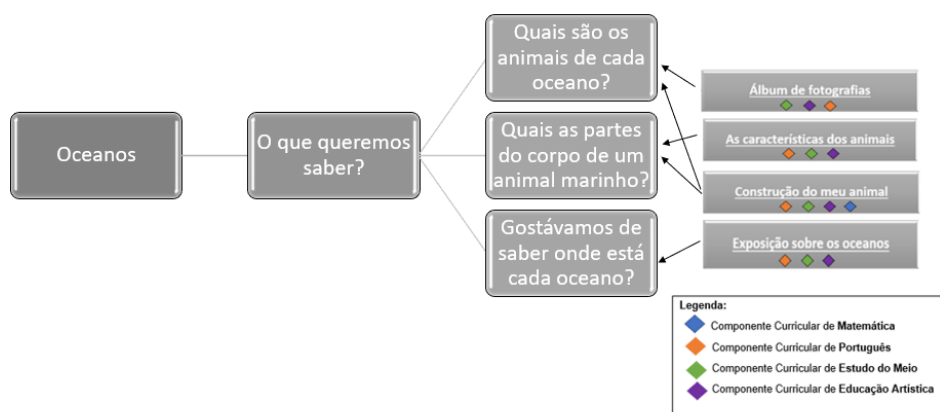 Oceanos
O que queremos
saber?
Quais são os
animais de cada
oceano?
Quais as partes
do corpo de um
animal marinho?
Gostávamos de
saber onde está
cada oceano?
Álbum de fotografias
As características dos animais
Construção do meu animal
Exposição sobre os oceanos
Legenda:
Componente Curricular de Matemática
Componente Curricular de Português
Componente Curricular de Estudo do Meio
Componente Curricular de Educação Artística